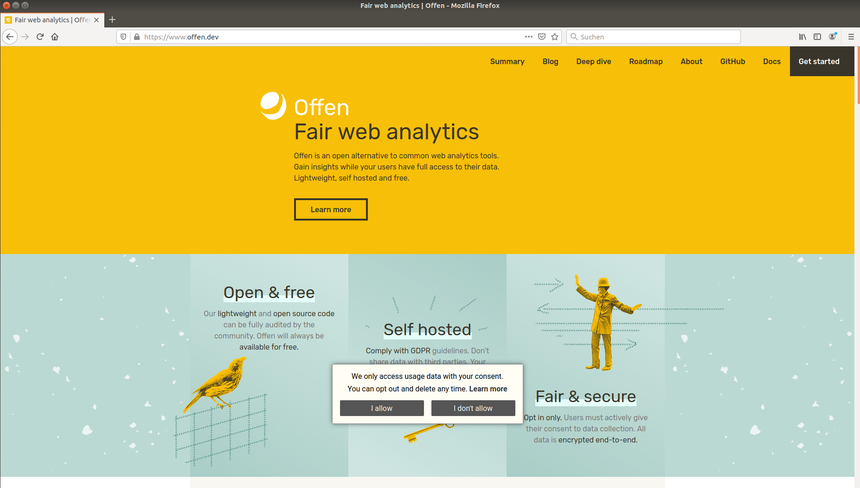 Fair web analytics | Offen - Mozilla Firefox
Fair web analytics | Offe
https://www.offen.dev
Suchen
Summary
Blog
Deep dive
Roadmap
About
GitHub
Docs
Get started
Offen
Fair web analytics
Offen is an open alternative to common web analytics tools.
Gain insights while your users have full access to their data.
Lightweight, self hosted and free.
Learn more
Open & free
Our lightweight and open source code
can be fully audited by the
community. Offen will always be
available for free.
Self hosted
Comply with GDPR guidelines. Don't
share data with third parties. Your
Fair & secure
Opt in only. Users must actively give
their consent to data collection. All
data is encrypted end-to-end.
We only access usage data with your consent.
You can opt out and delete any time. Learn more
I allow
I don't allow